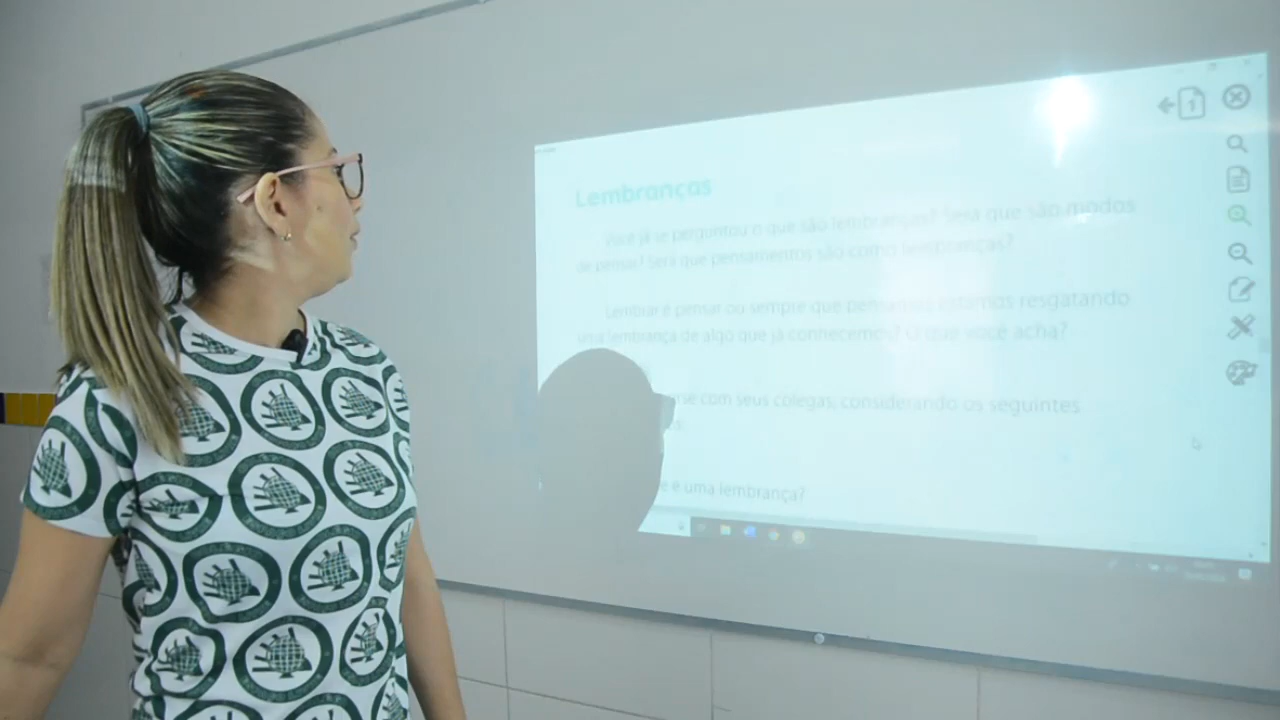 Lembranças
Você já se perguntou o que são lembranças? Será que são modos
de pensar? Será que pensamentos são como lembranças?
Lembrar é pensar ou sempre que pensamos estamos resgatando
uma lembrança de algo que já conhecemos? O que você acha?
com seus colegas, considerando os seguintes
é uma lembrança?
1